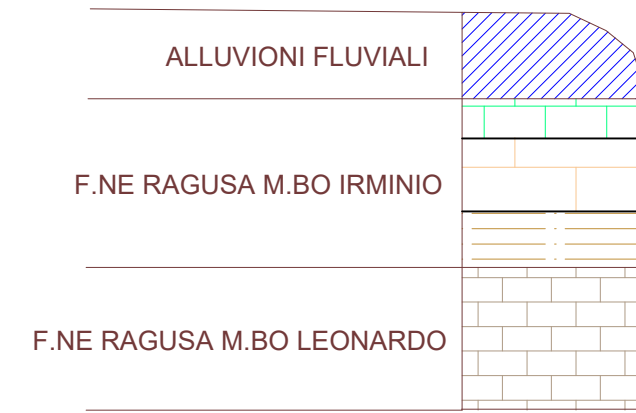 ALLUVIONI FLUVIALI
F.NE RAGUSA M.BO IRMINIO
F.NE RAGUSA M.BO LEONARDO